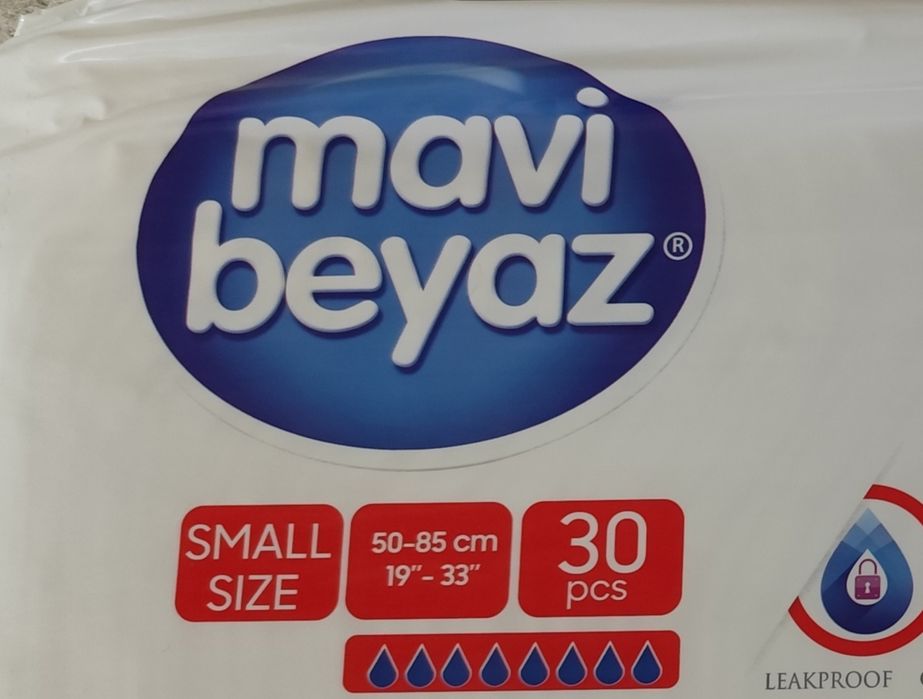 mavi
beyaz®
SMALL
SIZE
50-85 cm
19"- 33"
30
pcs
LEAKPROOF